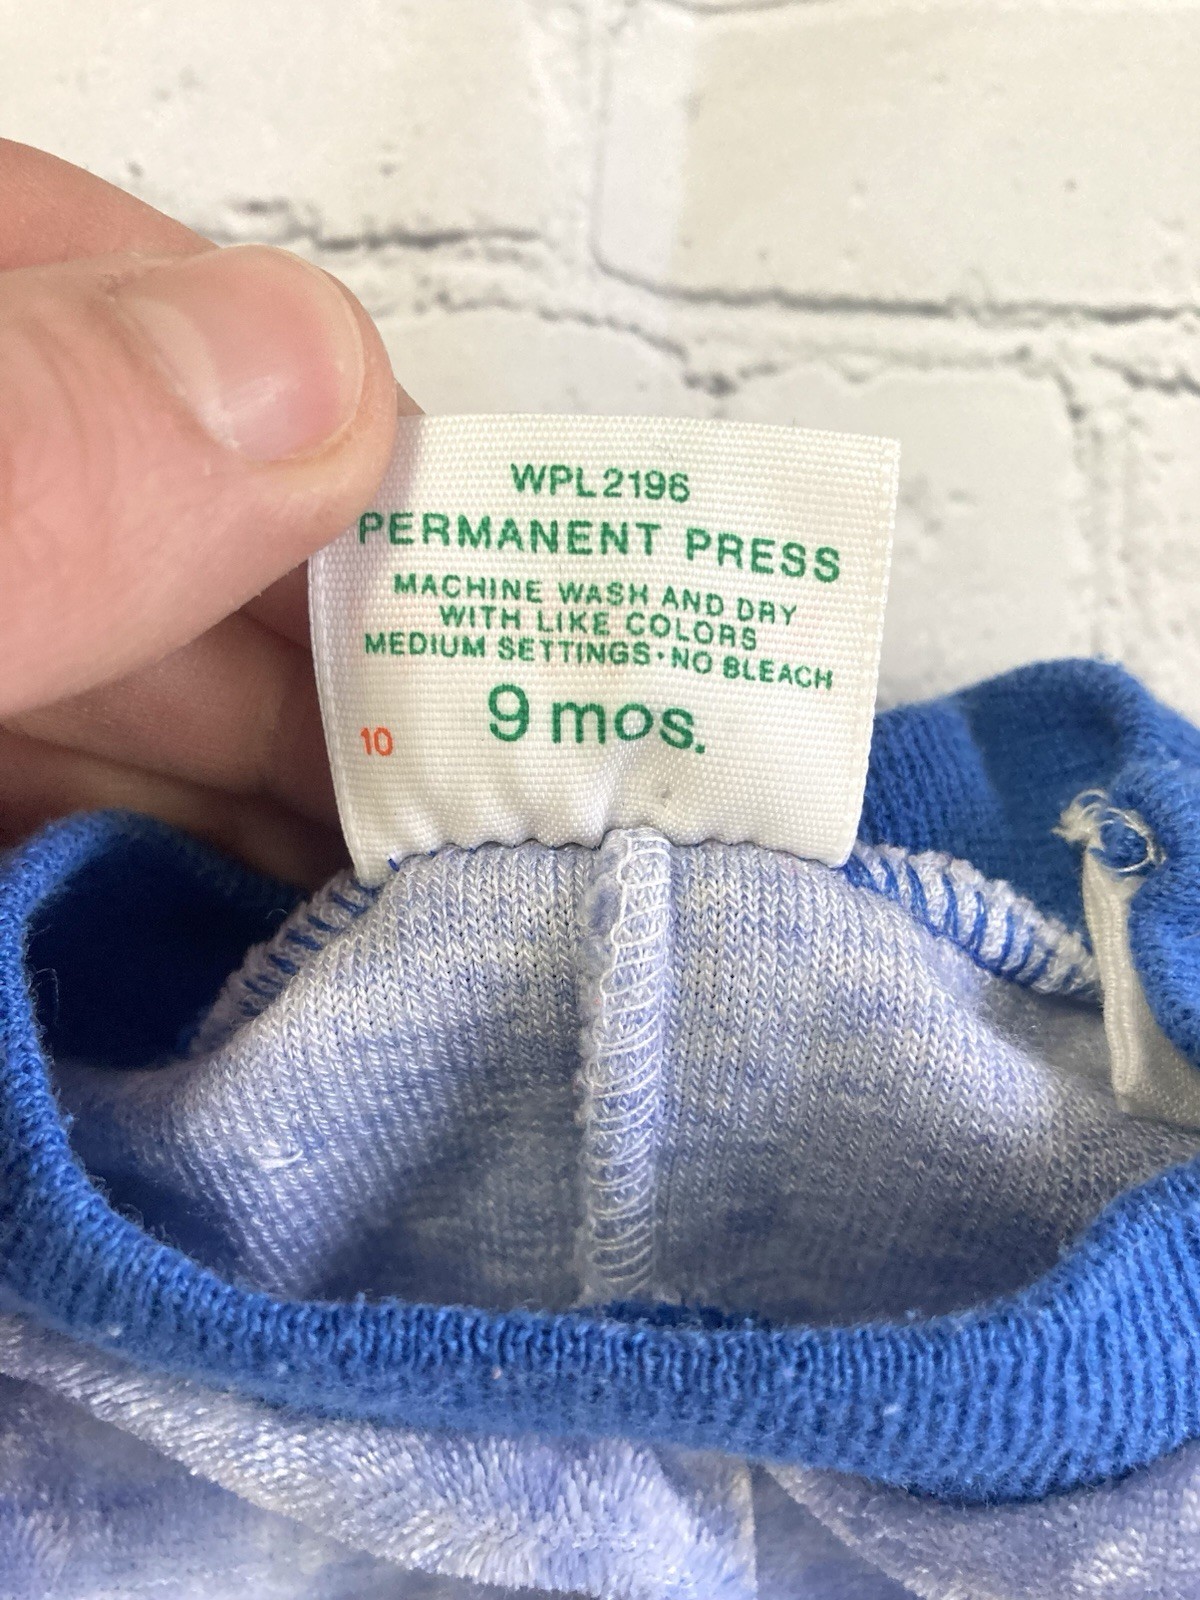 WPL2196
PERMANENT PRESS
MACHINE WASH AND DRY
WITH LIKE COLORS
MEDIUM SETTINGS·NO BLEACH
9 mos.
10